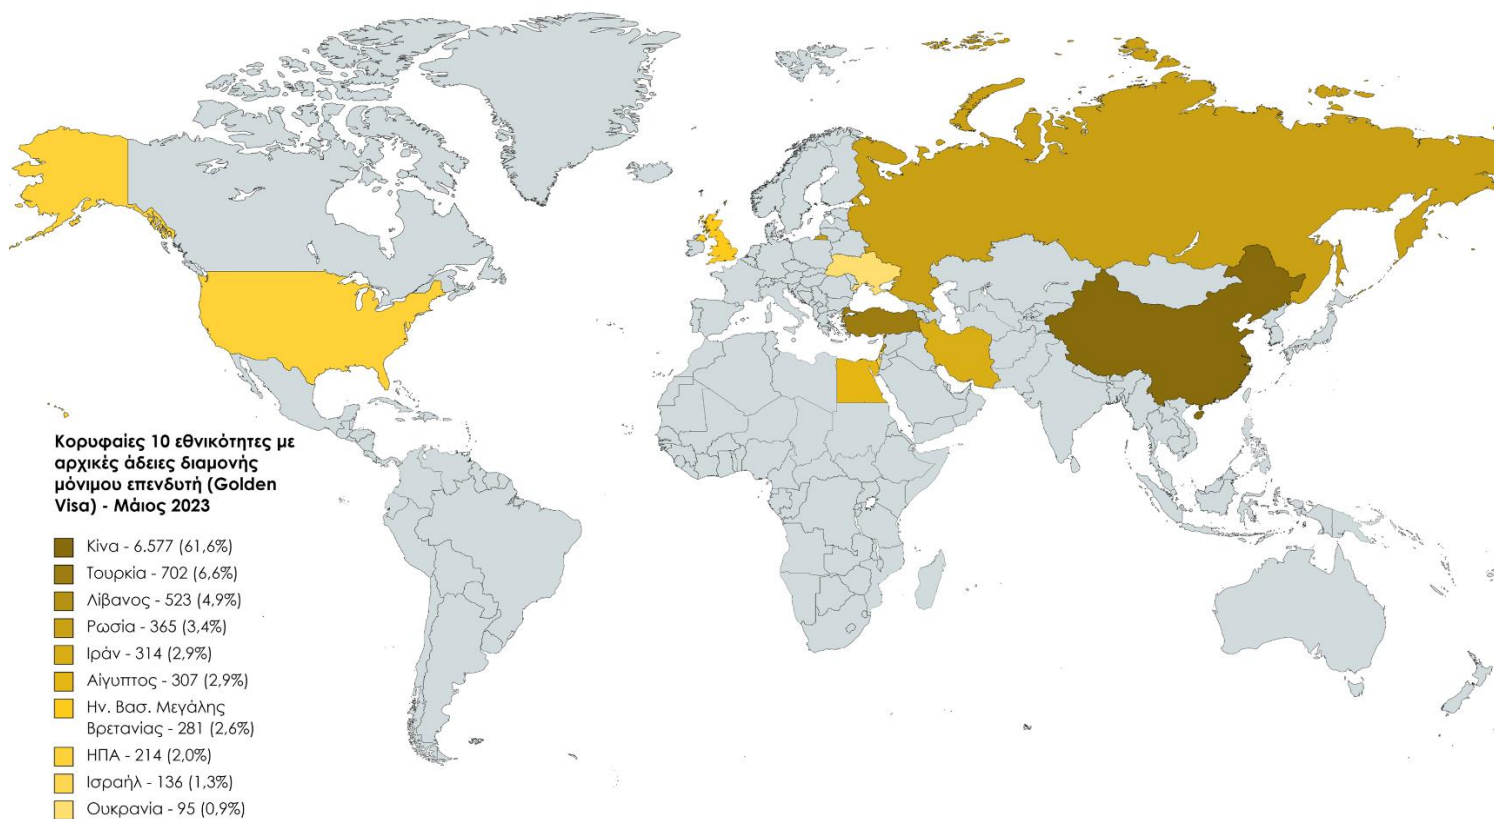 Κορυφαίες 10 εθνικότητες με
αρχικές άδειες διαμονής
μόνιμου επενδυτή (Golden
Visa) - Μάιος 2023
Κίνα - 6.577 (61,6%)
Τουρκία - 702 (6,6%)
Λίβανος - 523 (4,9%)
Ρωσία - 365 (3,4%)
Ιράν - 314 (2,9%)
Αίγυπτος - 307 (2,9%)
Ην. Βασ. Μεγάλης
Βρετανίας - 281 (2,6%)
ΗΠΑ - 214 (2,0%)
Ισραήλ - 136 (1,3%)
Ουκρανία - 95 (0,9%)